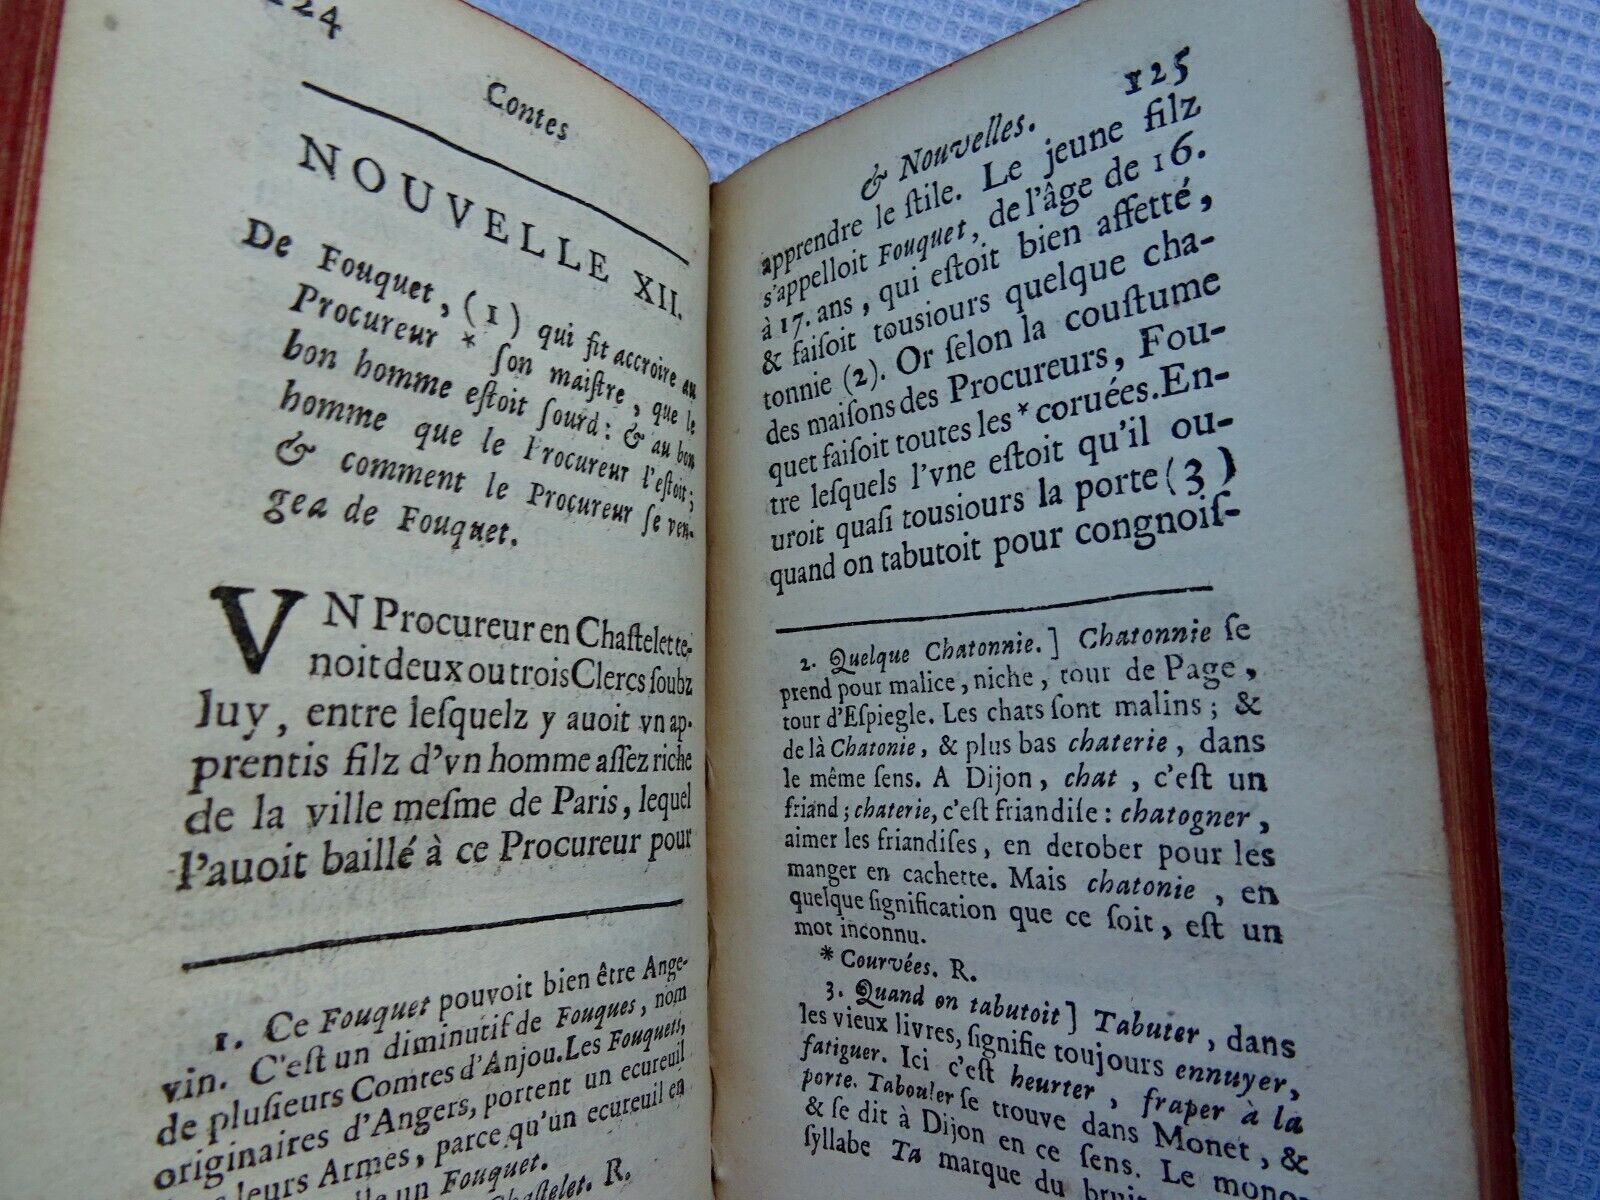 124
Contes
NOUVELLE XII.
De Fouquet, (1) qui fit accroire au
Procureur * ſon maiſtre, que le
bon homme eſtoit ſourd: & au bon
homme que le Procureur l'eſtoit;
& comment le Procureur ſe ven-
gea de Fouquet.
VN Procureur en Chaſtelet te-
noit deux ou trois Clercs ſoubz
luy, entre leſquelz y auoit vn ap-
prentis filz d'vn homme aſſez riche
de la ville meſme de Paris, lequel
l'auoit baillé à ce Procureur pour
1. Ce Fouquet pouvoit bien être Ange-
vin. C'eſt un diminutif de Fouques, nom
de pluſieurs Comtes d'Anjou. Les Fouquets,
originaires d'Angers, portent un ecureuil
leurs Armes, parce qu'un ecureuil en
un Fouquet.
Chaſtelet. R.
& Nouvelles. 125
apprendre le ſtile. Le jeune filz
s'appelloit Fouquet, de l'âge de 16.
à 17. ans, qui eſtoit bien affetté,
& faiſoit tousiours quelque cha-
tonnie (2). Or ſelon la couſtume
des maiſons des Procureurs, Fou-
quet faiſoit toutes les * coruées. En-
tre leſquels l'vne eſtoit qu'il ou-
uroit quaſi tousiours la porte (3)
quand on tabutoit pour congnoiſ-
2. Quelque Chatonnie.] Chatonnie ſe
prend pour malice, niche, tour de Page,
tour d'Eſpiegle. Les chats ſont malins; &
de là Chatonie, & plus bas chaterie, dans
le même ſens. A Dijon, chat, c'eſt un
friand; chaterie, c'eſt friandiſe: chatogner,
aimer les friandiſes, en derober pour les
manger en cachette. Mais chatonie, en
quelque ſignification que ce ſoit, eſt un
mot inconnu.
* Courvées. R.
3. Quand on tabutoit] Tabuter, dans
les vieux livres, ſignifie toujours ennuyer,
fatiguer. Ici c'eſt heurter, fraper à la
porte. Tabouler ſe trouve dans Monet, &
& ſe dit à Dijon en ce ſens. Le mono-
ſyllabe Ta marque du